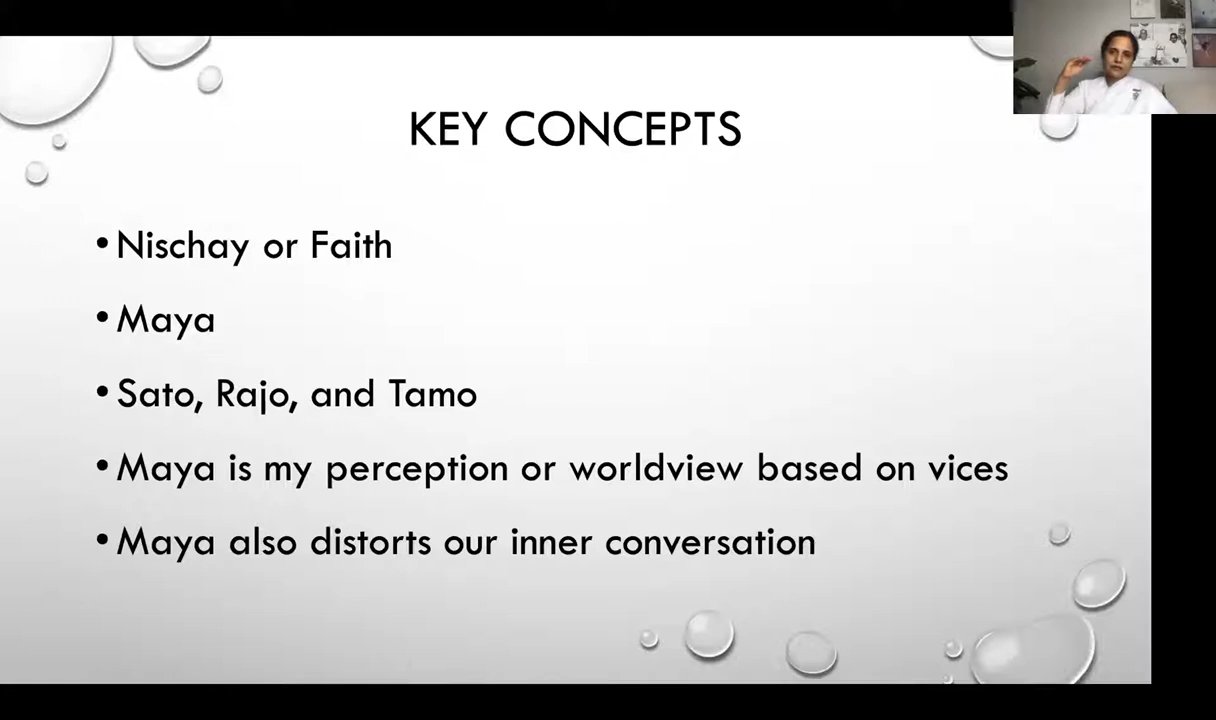 KEY CONCEPTS
• Nischay or Faith
• Maya
• Sato, Rajo, and Tamo
• Maya is my perception or worldview based on vices
• Maya also distorts our inner conversation